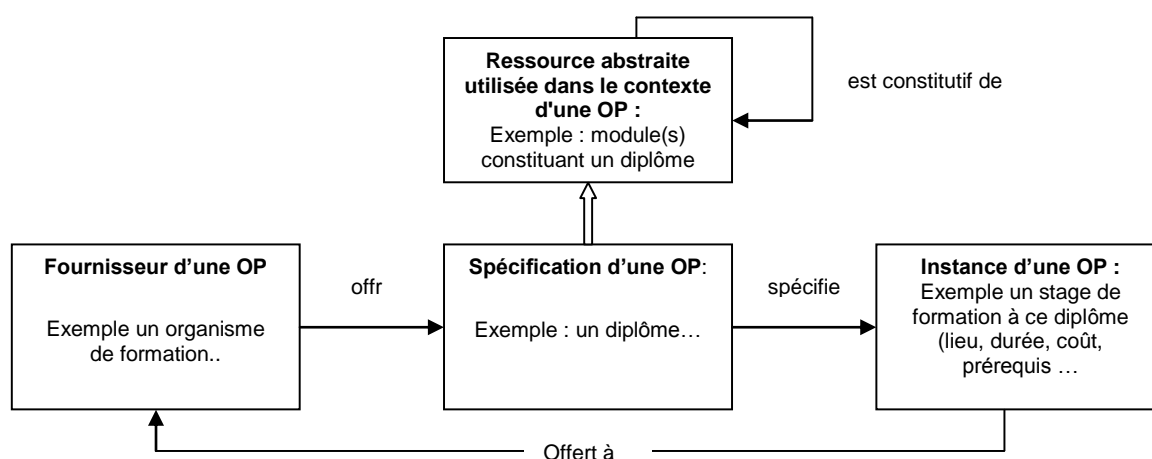 Ressource abstraite
utilisée dans le contexte
d'une OP :
Exemple : module(s)
constituant un diplôme
est constitutif de
Fournisseur d'une OP
Exemple un organisme
de formation..
offr
Spécification d'une OP:
Exemple : un diplôme…
spécifie
Instance d'une OP :
Exemple un stage de
formation à ce diplôme
(lieu, durée, coût,
prérequis …
Offert à